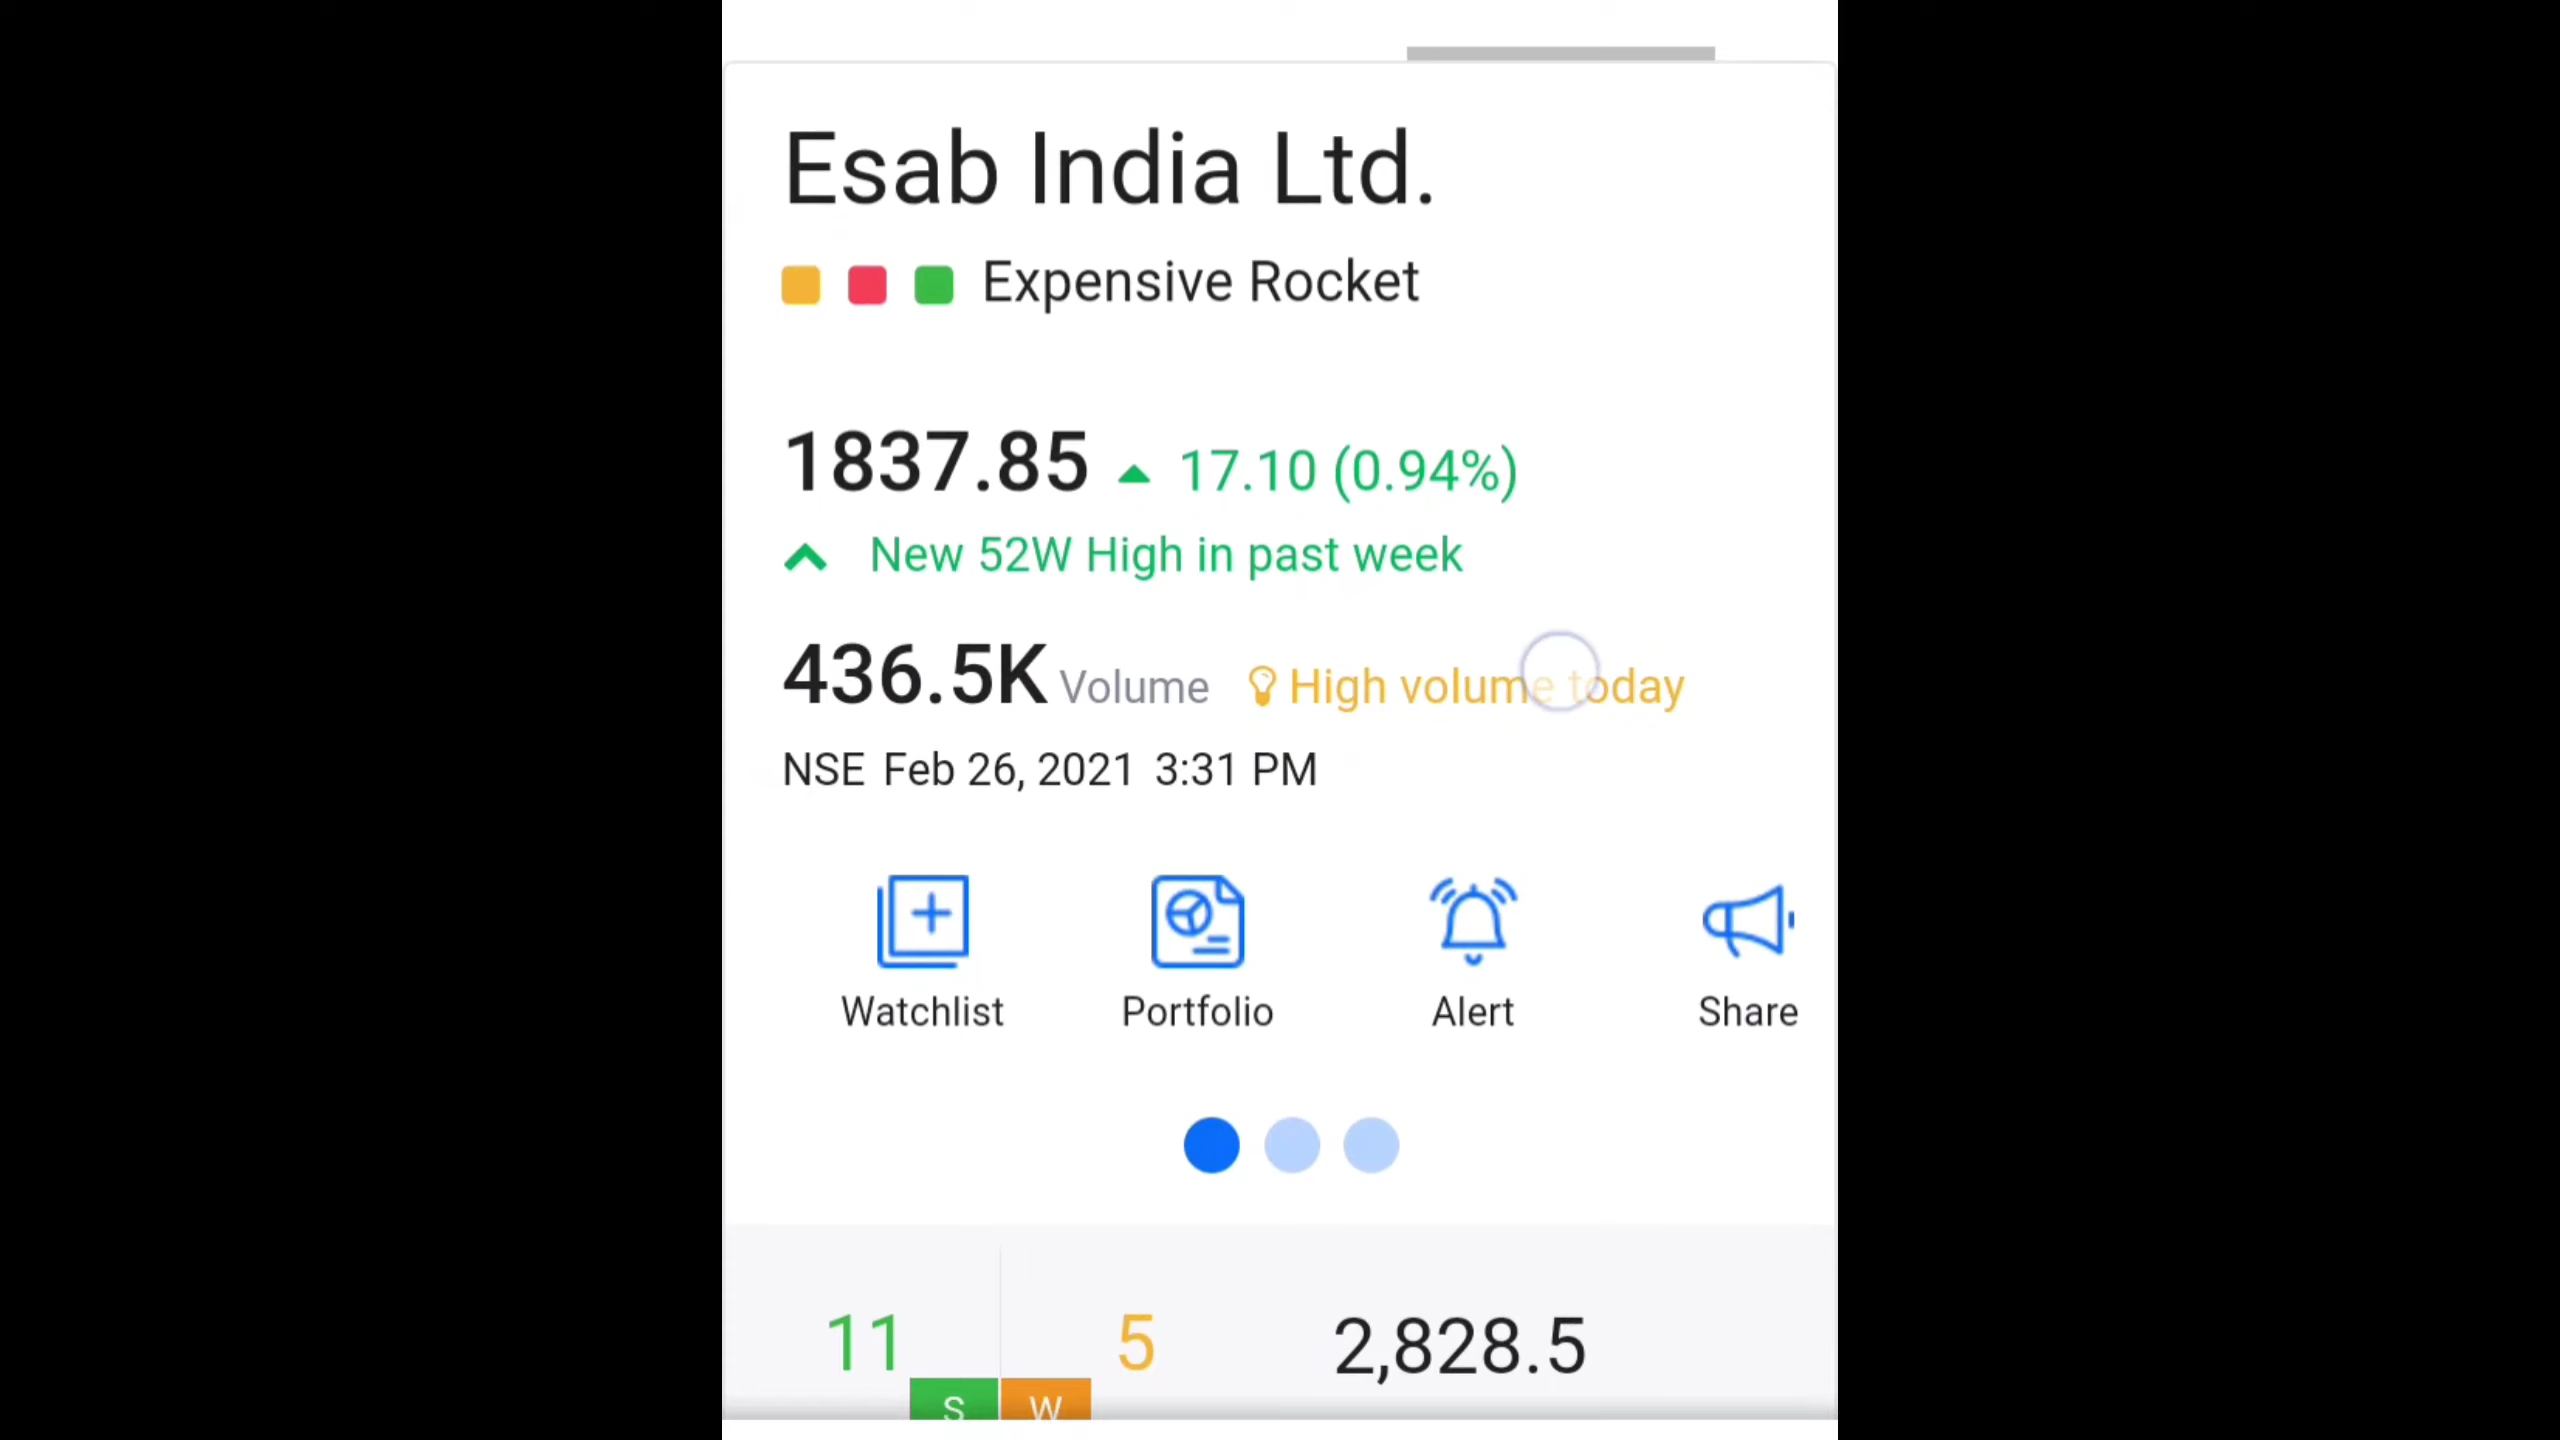 Esab India Ltd.
Expensive Rocket
1837.85 17.10 (0.94%)
New 52W High in past week
436.5K Volume High volume today
NSE Feb 26, 2021 3:31 PM
Watchlist Portfolio Alert Share
11 5 2,828.5
S W